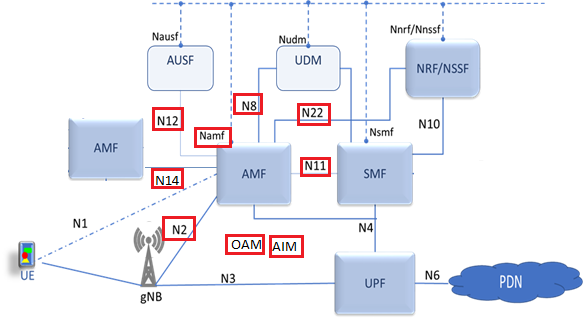 Nausf
Nudm
Nnrf/Nnssf
AUSF
UDM
NRF/NSSF
N8
N22
N12
N10
Namf
Nsmf
AMF
N11
AMF
SMF
N14
N1
N2
N4
OAM
AIM
UE
gNB
N3
UPF
N6
PDN